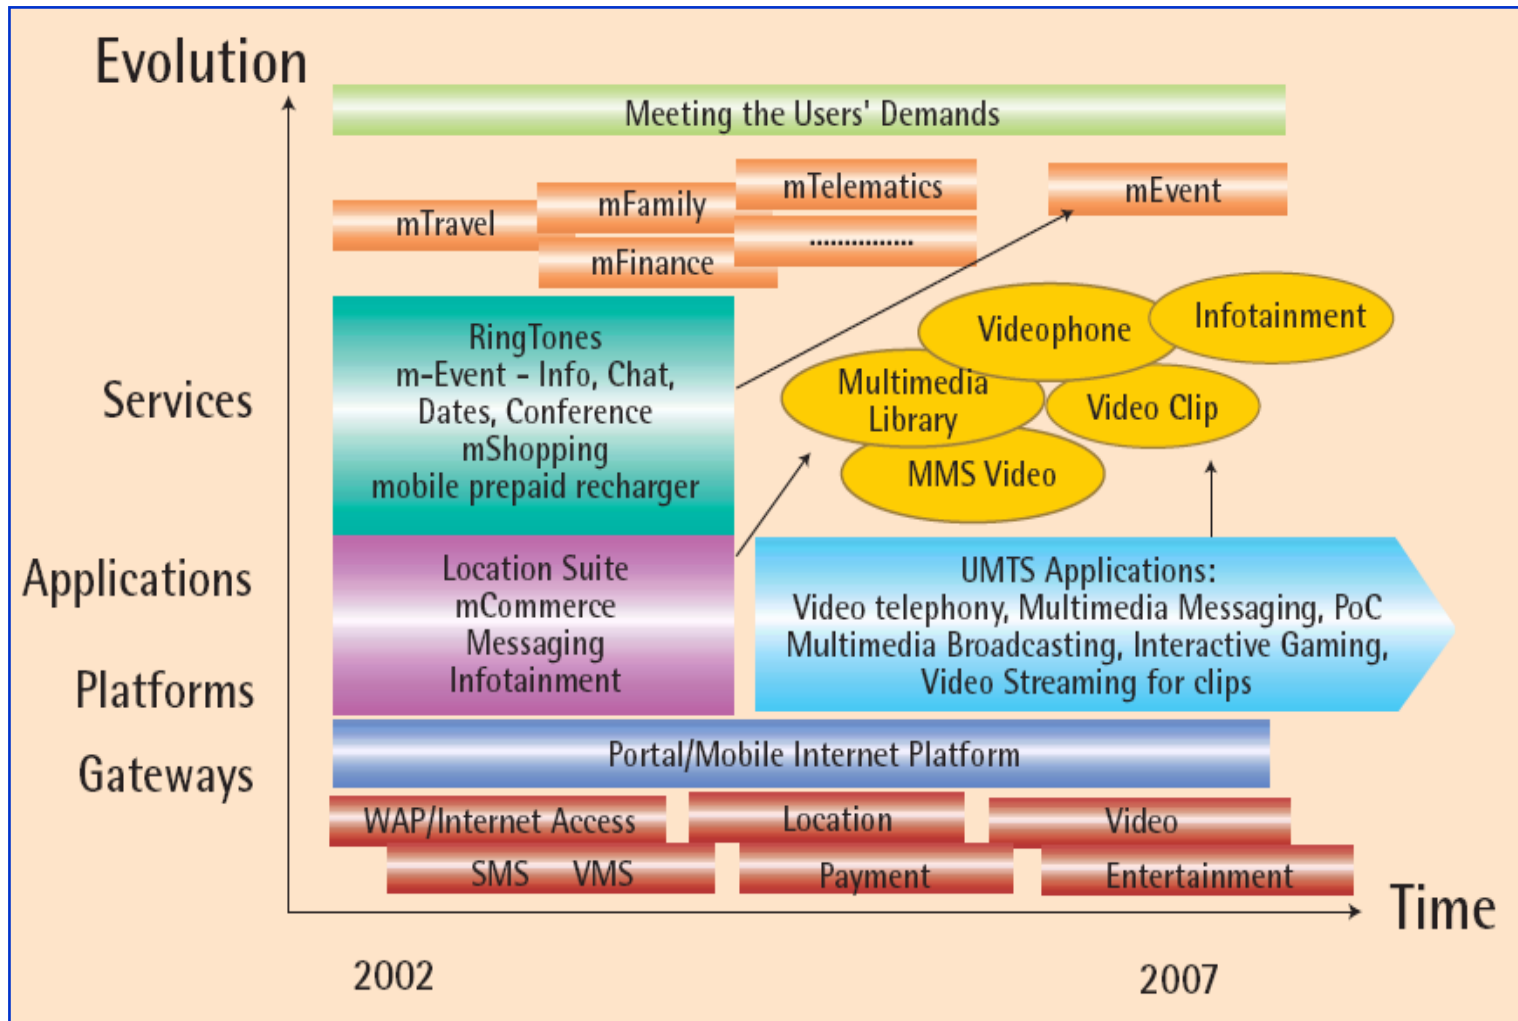 Evolution
Meeting the Users' Demands
mTravel
mFamily
mFinance
mTelematics
...............
mEvent
Services
RingTones
m-Event - Info, Chat,
Dates, Conference
mShopping
mobile prepaid recharger
Videophone
Infotainment
Multimedia
Library
Video Clip
MMS Video
Applications
Platforms
Location Suite
mCommerce
Messaging
Infotainment
UMTS Applications:
Video telephony, Multimedia Messaging, PoC
Multimedia Broadcasting, Interactive Gaming,
Video Streaming for clips
Gateways
Portal/Mobile Internet Platform
WAP/Internet Access
Location
Video
SMS VMS
Payment
Entertainment
Time
2002
2007